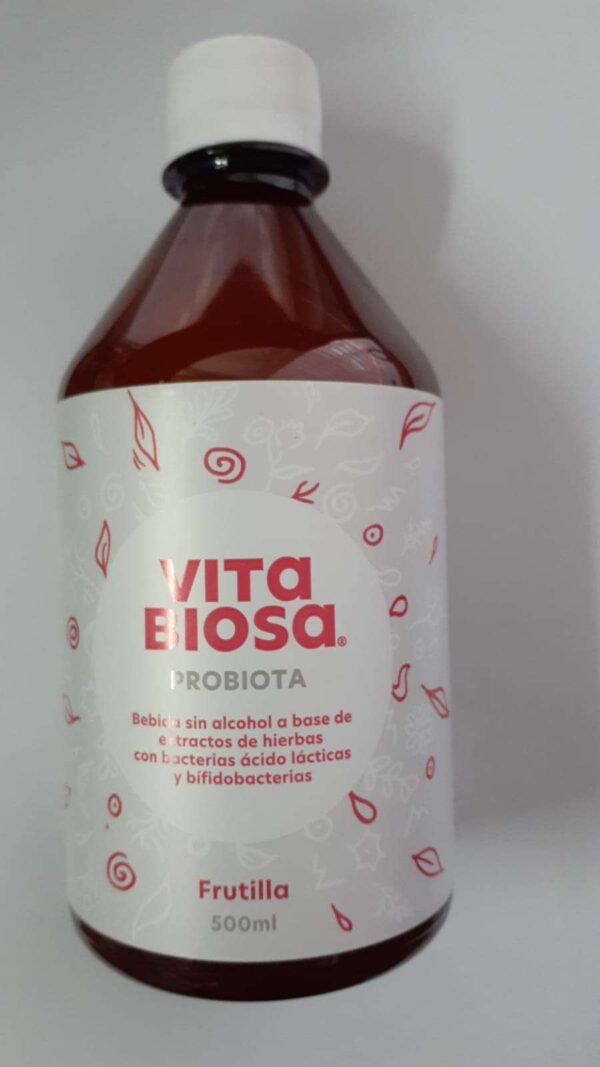 VITa
BIOSa®
PROBIOTA
Bebida sin alcohol a base de
extractos de hierbas
con bacterias ácido lácticas
y bífidobacterias
Frutilla
500ml